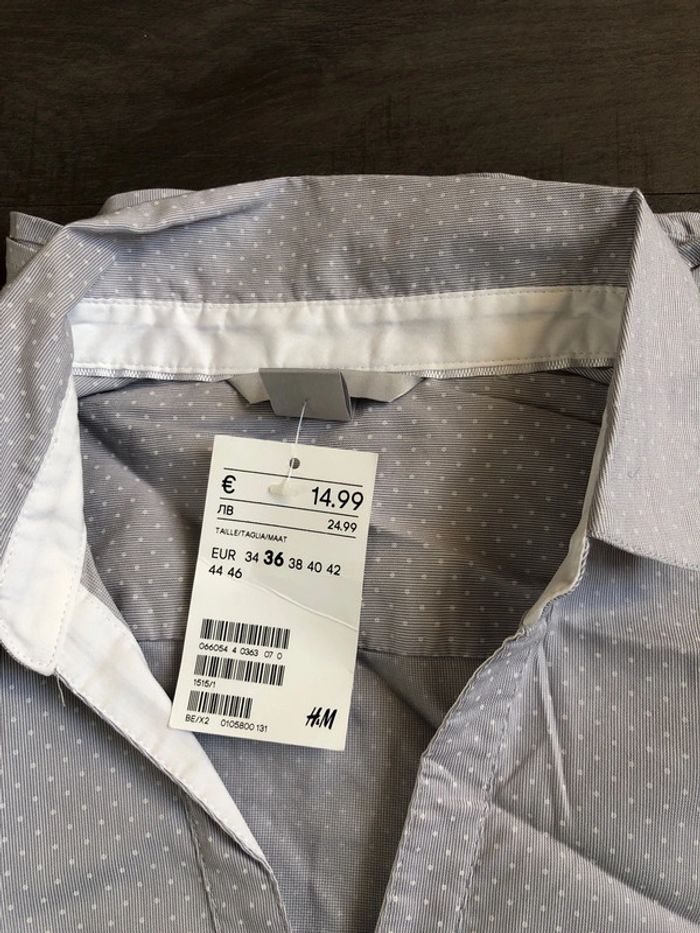 € 14.99
ЛВ 24.99
TAILLE/TAGLIA/MAAT
EUR 34 36 38 40 42
44 46
066054 4 0363 07 0
1515/1
BE/X2 0105800 131
H&M